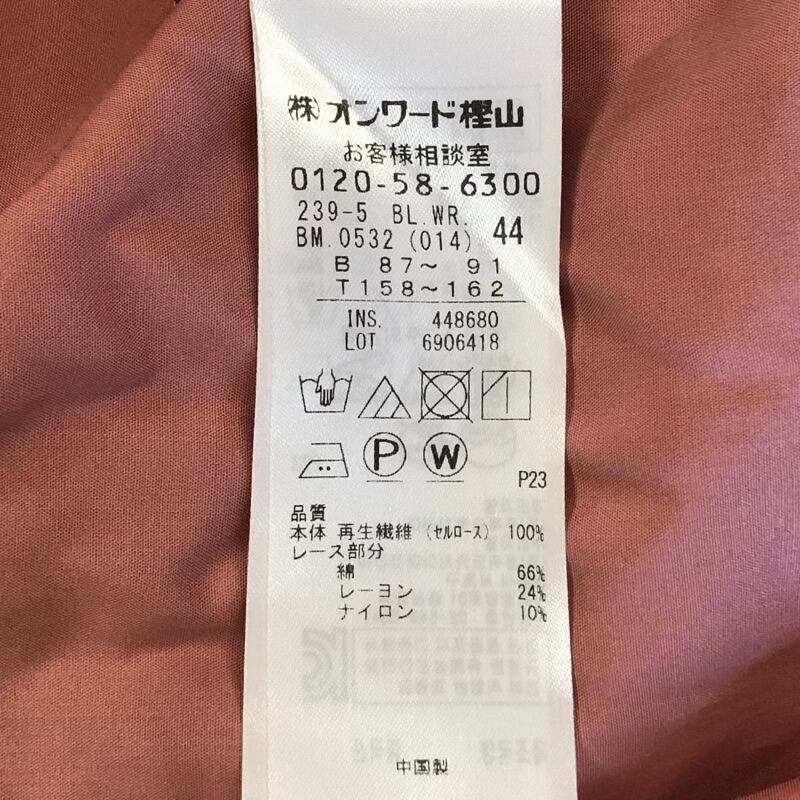 ㈱オンワード樫山
お客様相談室
0120-58-6300
239-5 BL.WR.
BM.0532 (014) 44
B 87～ 91
T 158～162
INS. 448680
LOT 6906418
P
W
P23
品質
本体 再生繊維 (セルロース) 100%
レース部分
綿 66%
レーヨン 24%
ナイロン 10%
中国製